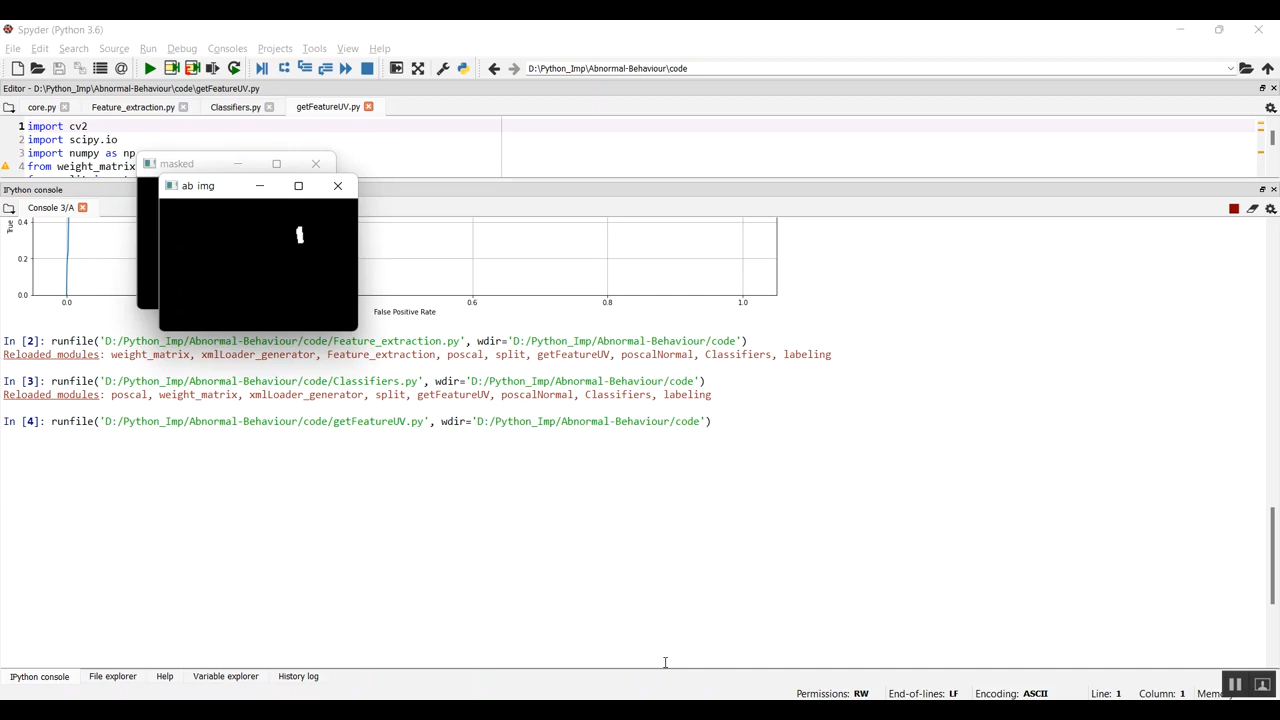 Spyder (Python 3.6)
File Edit Search Source Run Debug Consoles Projects Tools View Help
D:\Python_Imp\Abnormal-Behaviour\code
Editor - D:\Python_Imp\Abnormal-Behaviour\code\getFeatureUV.py
core.py Feature_extraction.py Classifiers.py getFeatureUV.py
1 import cv2
2 import scipy.io
3 import numpy as np
4 from weight_matrix
masked
ab img
IPython console
Console 3/A
True
0.4
0.2
0.0
0.0 0.6 0.8 1.0
False Positive Rate
In [2]: runfile('D:/Python_Imp/Abnormal-Behaviour/code/Feature_extraction.py', wdir='D:/Python_Imp/Abnormal-Behaviour/code')
Reloaded modules: weight_matrix, xmlLoader_generator, Feature_extraction, poscal, split, getFeatureUV, poscalNormal, Classifiers, labeling
In [3]: runfile('D:/Python_Imp/Abnormal-Behaviour/code/Classifiers.py', wdir='D:/Python_Imp/Abnormal-Behaviour/code')
Reloaded modules: poscal, weight_matrix, xmlLoader_generator, split, getFeatureUV, poscalNormal, Classifiers, labeling
In [4]: runfile('D:/Python_Imp/Abnormal-Behaviour/code/getFeatureUV.py', wdir='D:/Python_Imp/Abnormal-Behaviour/code')
IPython console File explorer Help Variable explorer History log
Permissions: RW End-of-lines: LF Encoding: ASCII Line: 1 Column: 1